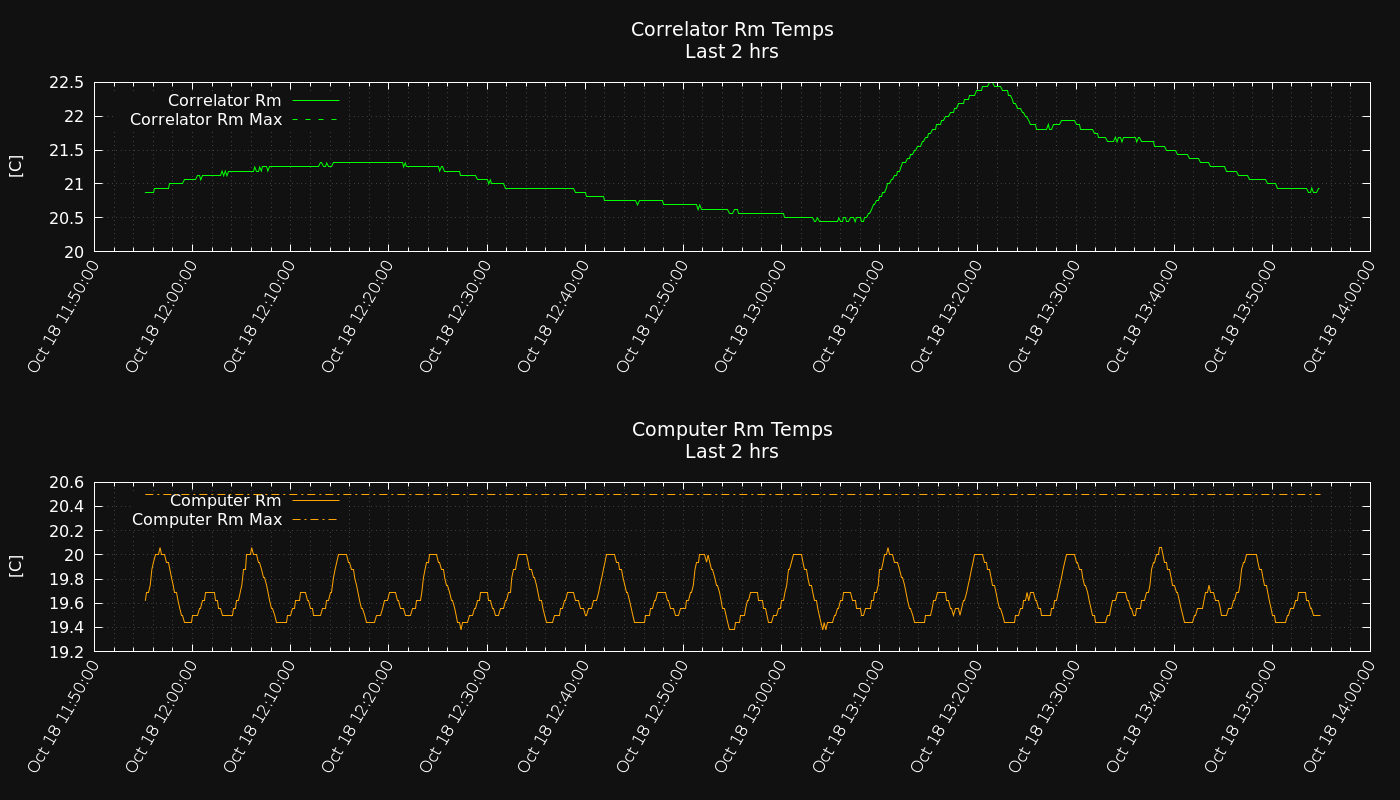 Correlator Rm Temps
Last 2 hrs
22.5
22
21.5
21
20.5
20
[C]
Correlator Rm
Correlator Rm Max
Oct 18 11:50:00
Oct 18 12:00:00
Oct 18 12:10:00
Oct 18 12:20:00
Oct 18 12:30:00
Oct 18 12:40:00
Oct 18 12:50:00
Oct 18 13:00:00
Oct 18 13:10:00
Oct 18 13:20:00
Oct 18 13:30:00
Oct 18 13:40:00
Oct 18 13:50:00
Oct 18 14:00:00
Computer Rm Temps
Last 2 hrs
20.6
20.4
20.2
20
19.8
19.6
19.4
19.2
[C]
Computer Rm
Computer Rm Max
Oct 18 11:50:00
Oct 18 12:00:00
Oct 18 12:10:00
Oct 18 12:20:00
Oct 18 12:30:00
Oct 18 12:40:00
Oct 18 12:50:00
Oct 18 13:00:00
Oct 18 13:10:00
Oct 18 13:20:00
Oct 18 13:30:00
Oct 18 13:40:00
Oct 18 13:50:00
Oct 18 14:00:00